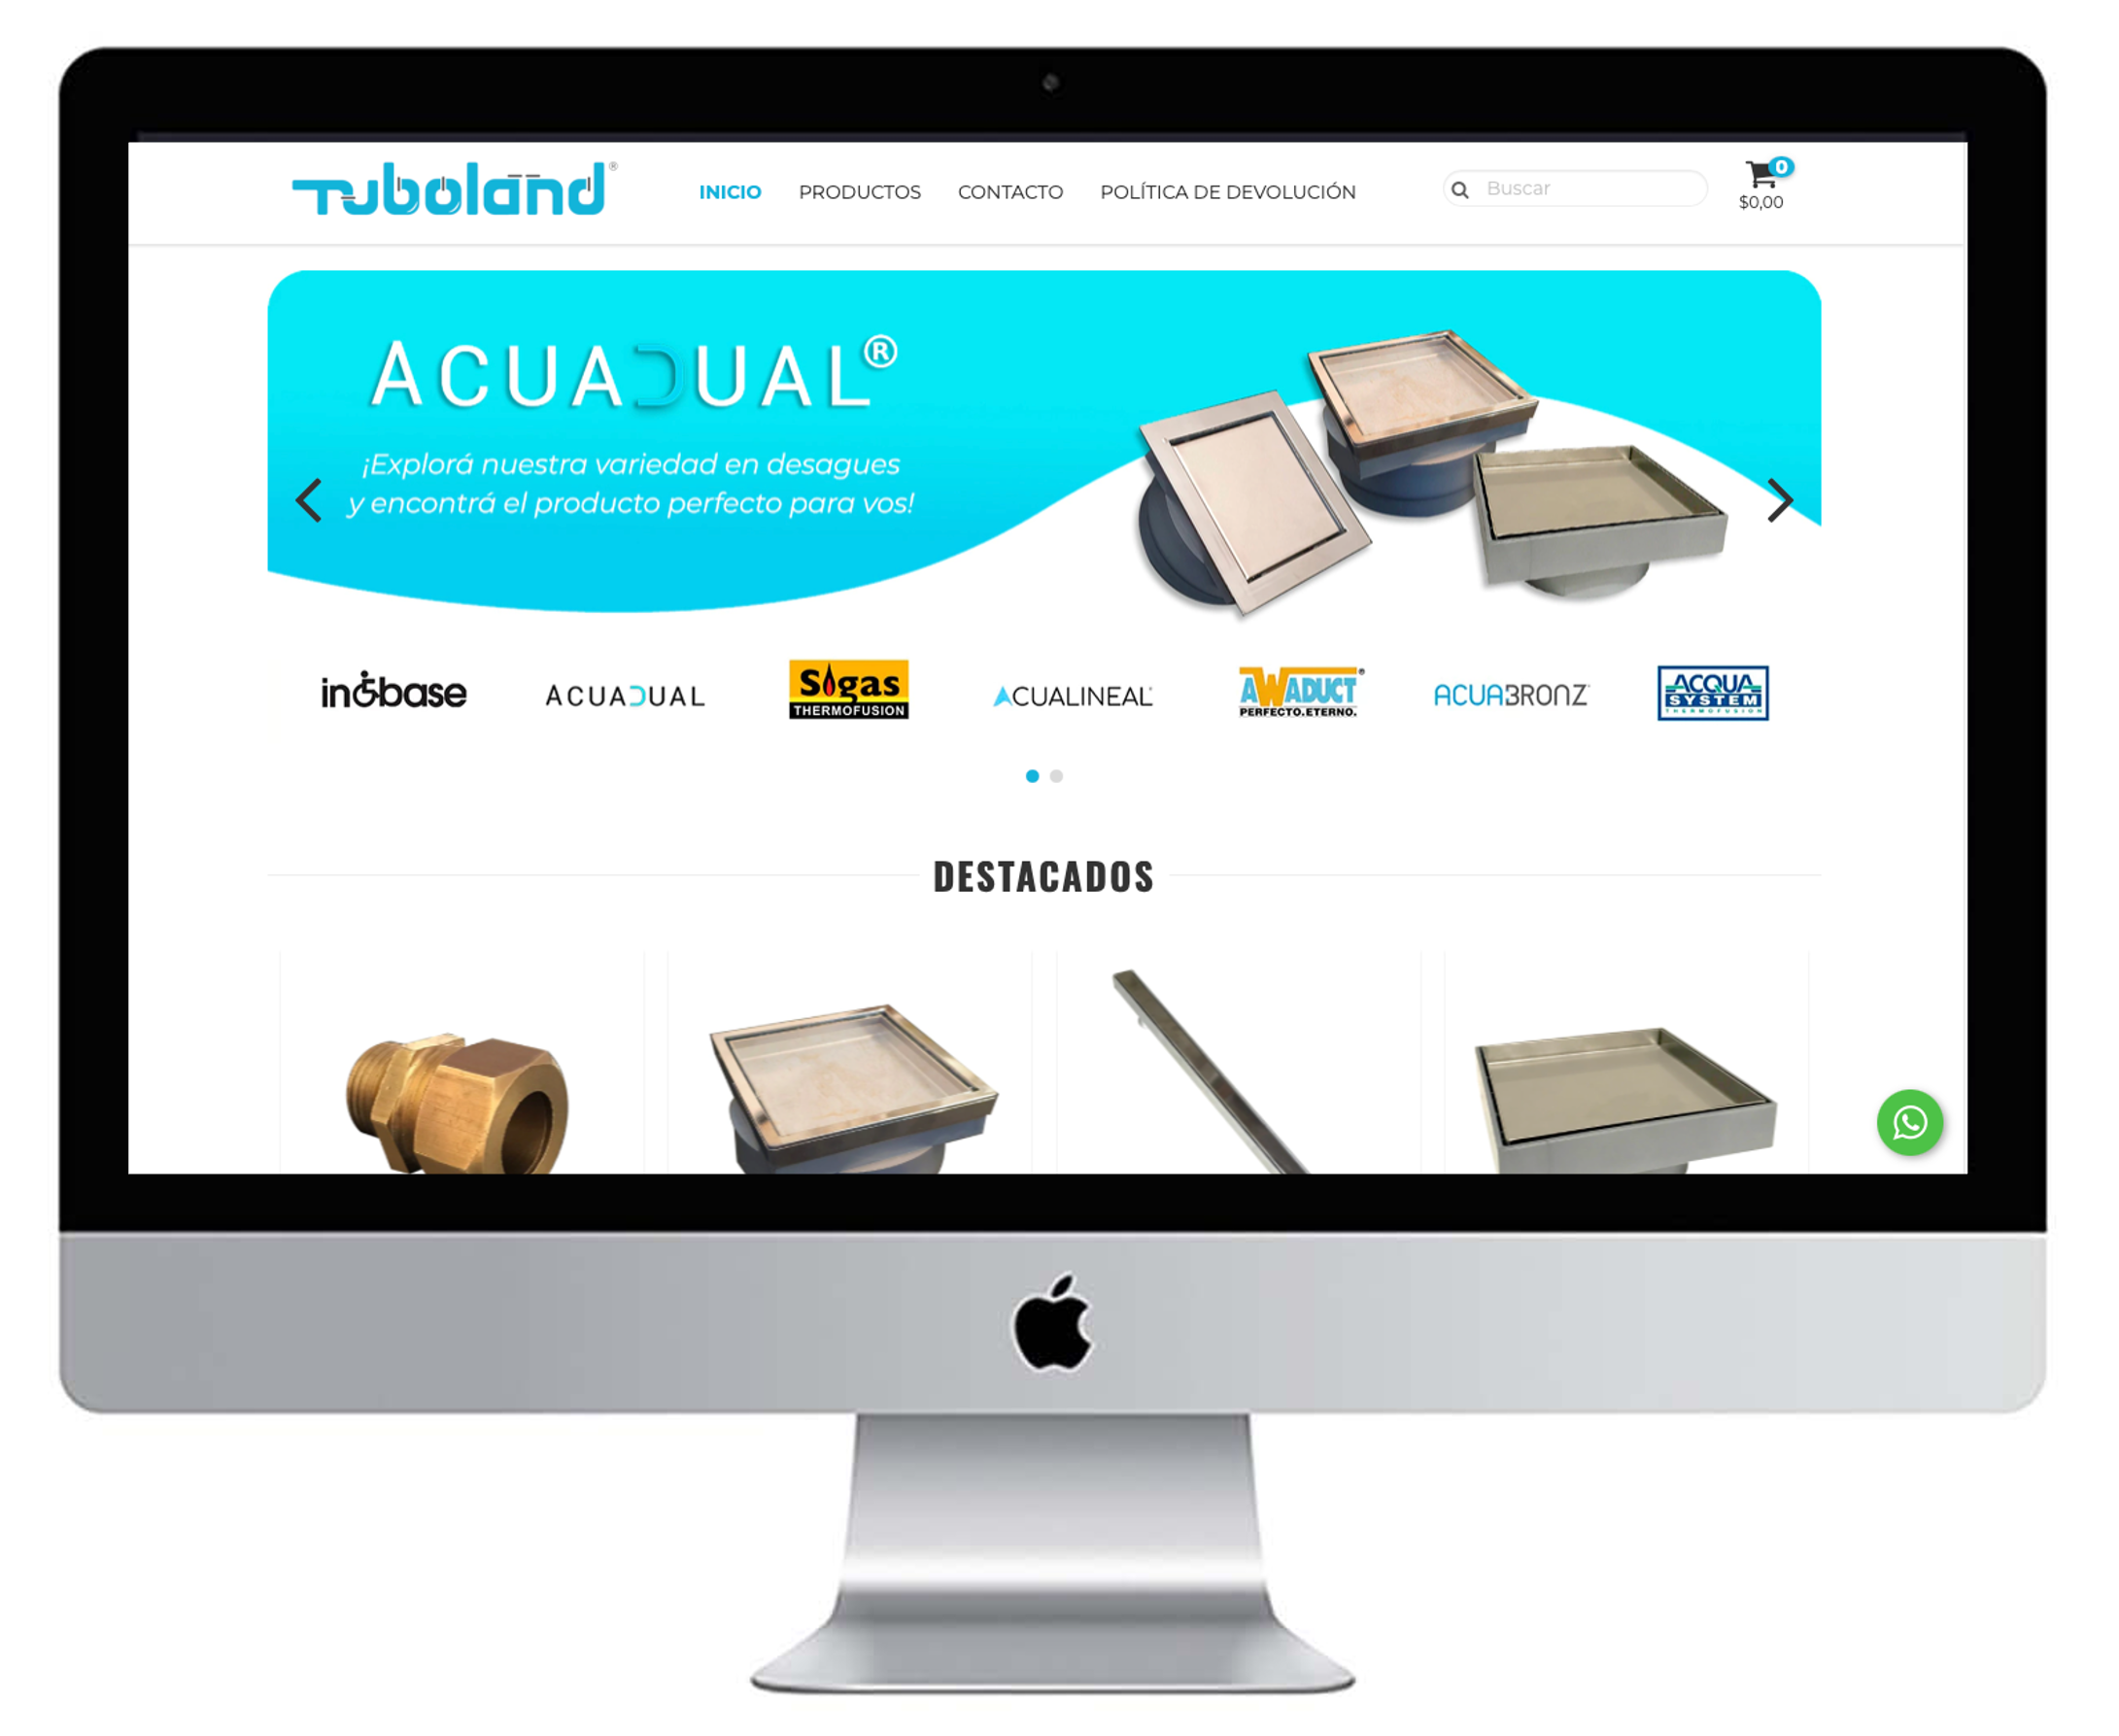 Tuboland®
INICIO PRODUCTOS CONTACTO POLÍTICA DE DEVOLUCIÓN
Buscar
0
$0,00
ACUADUAL®
¡Explorá nuestra variedad en desagues
y encontrá el producto perfecto para vos!
inobase
ACUADUAL
Sigas
THERMOFUSION
ACUALINEAL
AWADUCT®
PERFECTO.ETERNO.
ACUABRONZ
ACQUA
SYSTEM
THERMOFUSION
DESTACADOS